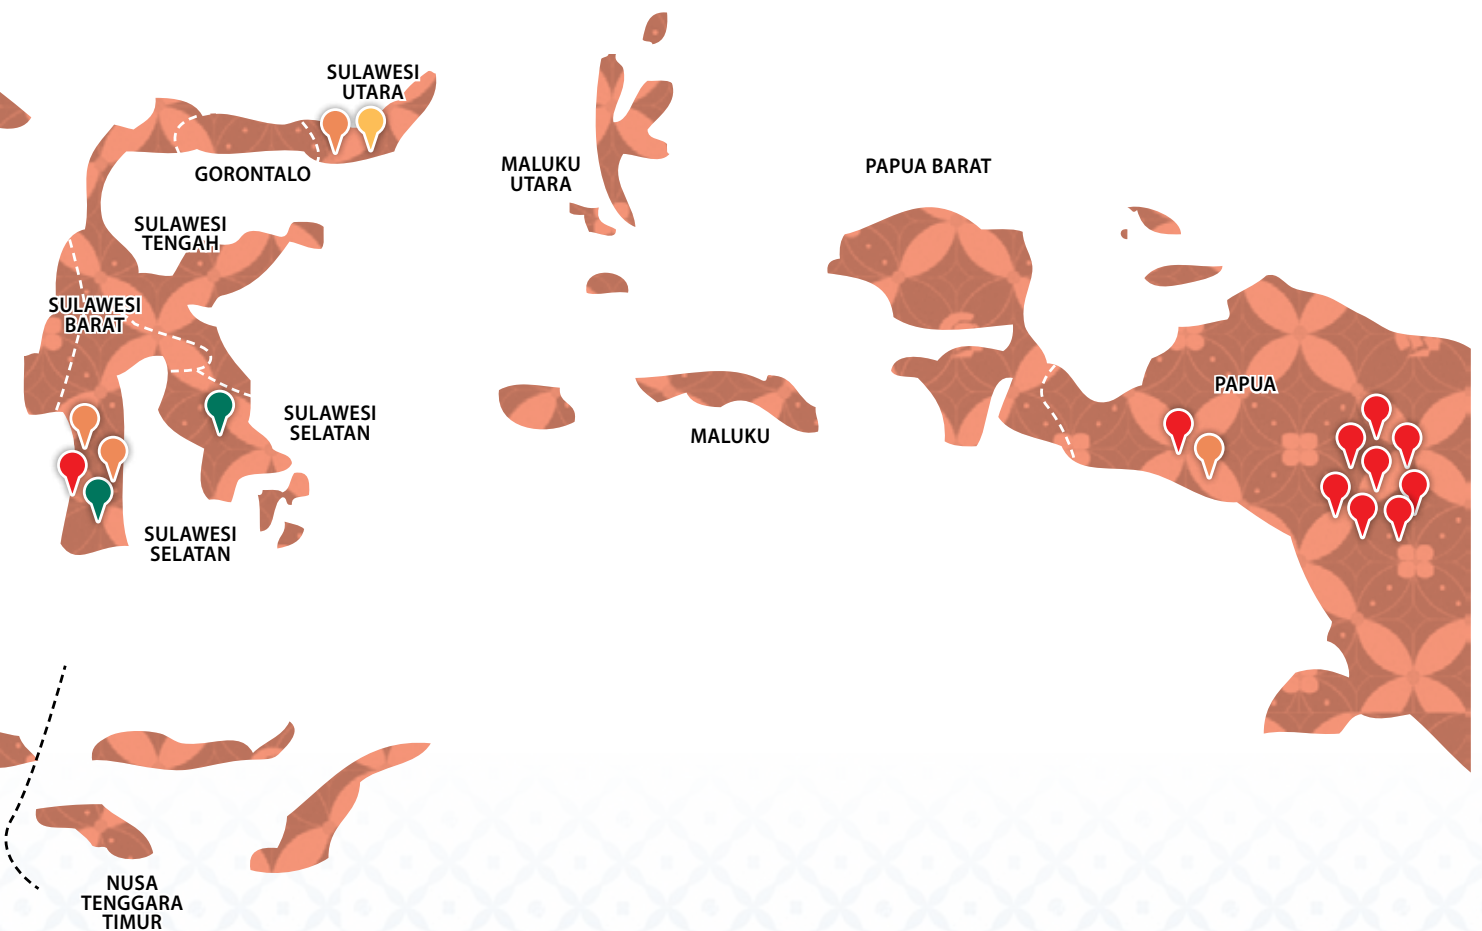 SULAWESI
UTARA
GORONTALO
MALUKU
UTARA
PAPUA BARAT
SULAWESI
TENGAH
SULAWESI
BARAT
PAPUA
SULAWESI
SELATAN
MALUKU
SULAWESI
SELATAN
NUSA
TENGGARA
TIMUR